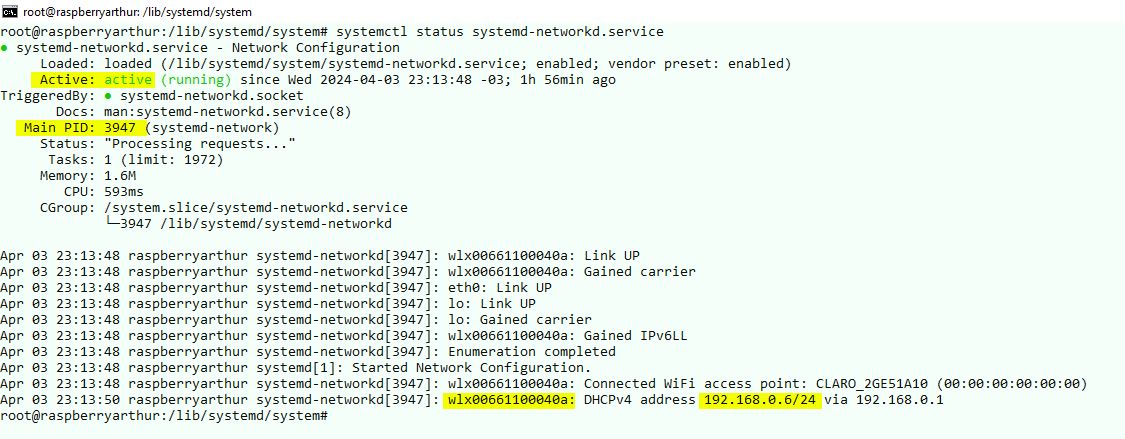 root@raspberryarthur: /lib/systemd/system
root@raspberryarthur:/lib/systemd/system# systemctl status systemd-networkd.service
● systemd-networkd.service - Network Configuration
Loaded: loaded (/lib/systemd/system/systemd-networkd.service; enabled; vendor preset: enabled)
Active: active (running) since Wed 2024-04-03 23:13:48 -03; 1h 56min ago
TriggeredBy: ● systemd-networkd.socket
Docs: man:systemd-networkd.service(8)
Main PID: 3947 (systemd-network)
Status: "Processing requests..."
Tasks: 1 (limit: 1972)
Memory: 1.6M
CPU: 593ms
CGroup: /system.slice/systemd-networkd.service
└─3947 /lib/systemd/systemd-networkd
Apr 03 23:13:48 raspberryarthur systemd-networkd[3947]: wlx00661100040a: Link UP
Apr 03 23:13:48 raspberryarthur systemd-networkd[3947]: wlx00661100040a: Gained carrier
Apr 03 23:13:48 raspberryarthur systemd-networkd[3947]: eth0: Link UP
Apr 03 23:13:48 raspberryarthur systemd-networkd[3947]: lo: Link UP
Apr 03 23:13:48 raspberryarthur systemd-networkd[3947]: lo: Gained carrier
Apr 03 23:13:48 raspberryarthur systemd-networkd[3947]: wlx00661100040a: Gained IPv6LL
Apr 03 23:13:48 raspberryarthur systemd-networkd[3947]: Enumeration completed
Apr 03 23:13:48 raspberryarthur systemd[1]: Started Network Configuration.
Apr 03 23:13:48 raspberryarthur systemd-networkd[3947]: wlx00661100040a: Connected WiFi access point: CLARO_2GE51A10 (00:00:00:00:00:00)
Apr 03 23:13:50 raspberryarthur systemd-networkd[3947]: wlx00661100040a: DHCPv4 address 192.168.0.6/24 via 192.168.0.1
root@raspberryarthur:/lib/systemd/system#